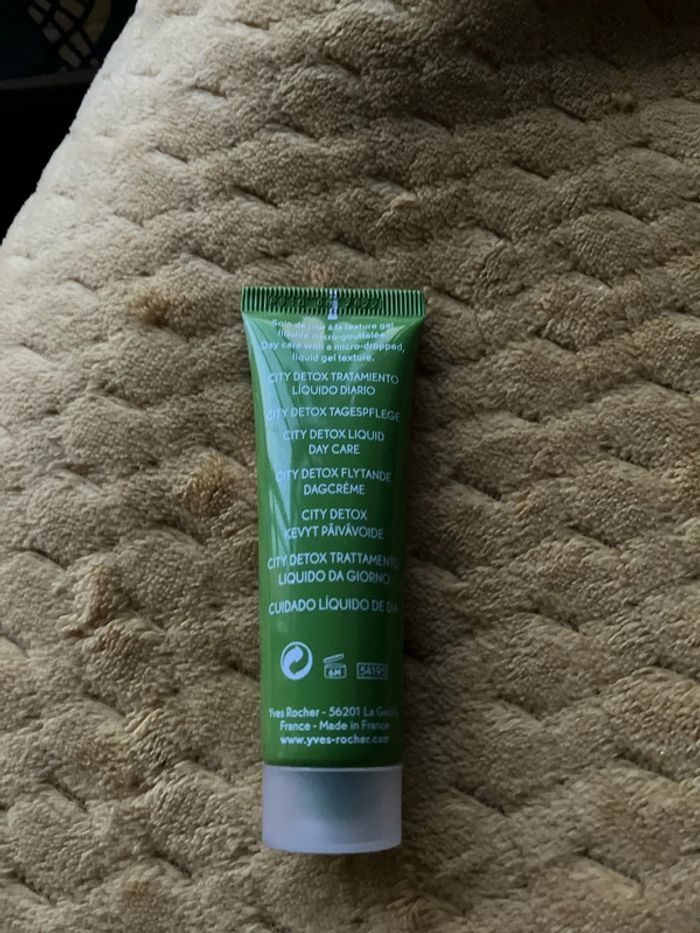 Soin de jour à la texture gel
liquide micro-gouttelée.
Day care with a micro-dropped,
liquid gel texture.
CITY DETOX TRATAMIENTO
LÍQUIDO DIARIO
CITY DETOX TAGESPFLEGE
CITY DETOX LIQUID
DAY CARE
CITY DETOX FLYTANDE
DAGCRÈME
CITY DETOX
KEVYT PÄIVÄVOIDE
CITY DETOX TRATTAMENTO
LIQUIDO DA GIORNO
CUIDADO LÍQUIDO DE DIA
6M 54195
Yves Rocher - 56201 La Gacilly
France - Made in France
www.yves-rocher.com